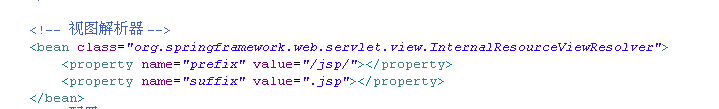 <!-- 视图解析器 -->
<bean class="org.springframework.web.servlet.view.InternalResourceViewResolver">
<property name="prefix" value="/jsp/"></property>
<property name="suffix" value=".jsp"></property>
</bean>